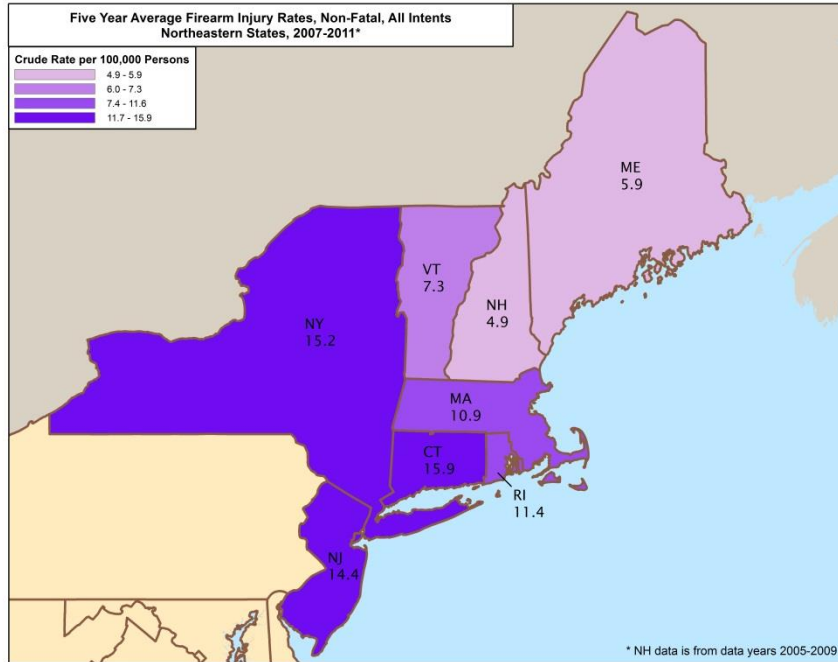 Five Year Average Firearm Injury Rates, Non-Fatal, All Intents
Northeastern States, 2007-2011*
Crude Rate per 100,000 Persons
4.9 - 5.9
6.0 - 7.3
7.4 - 11.6
11.7 - 15.9
ME
5.9
VT
7.3
NH
4.9
NY
15.2
MA
10.9
CT
15.9
RI
11.4
NJ
14.4
* NH data is from data years 2005-2009